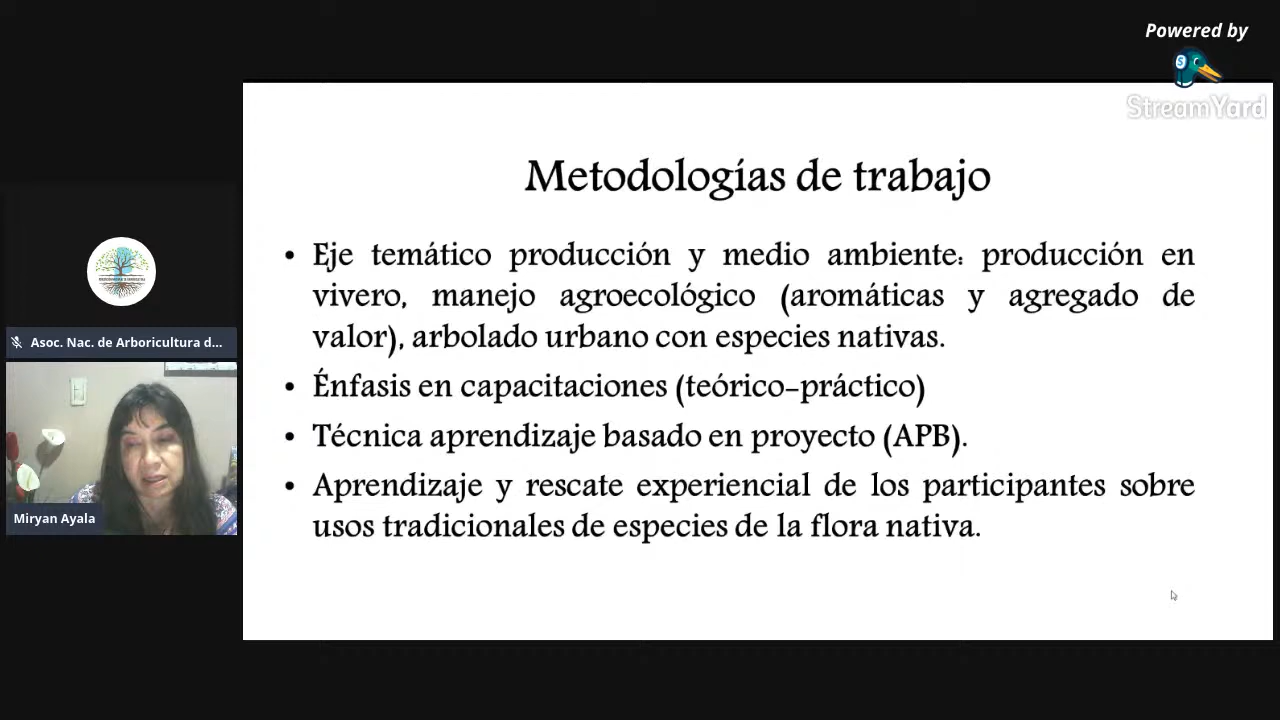 Powered by
StreamYard
Metodologías de trabajo
• Eje temático producción y medio ambiente: producción en
vivero, manejo agroecológico (aromáticas y agregado de
valor), arbolado urbano con especies nativas.
• Énfasis en capacitaciones (teórico-práctico)
• Técnica aprendizaje basado en proyecto (APB).
• Aprendizaje y rescate experiencial de los participantes sobre
usos tradicionales de especies de la flora nativa.
Asoc. Nac. de Arboricultura d...
Miryan Ayala